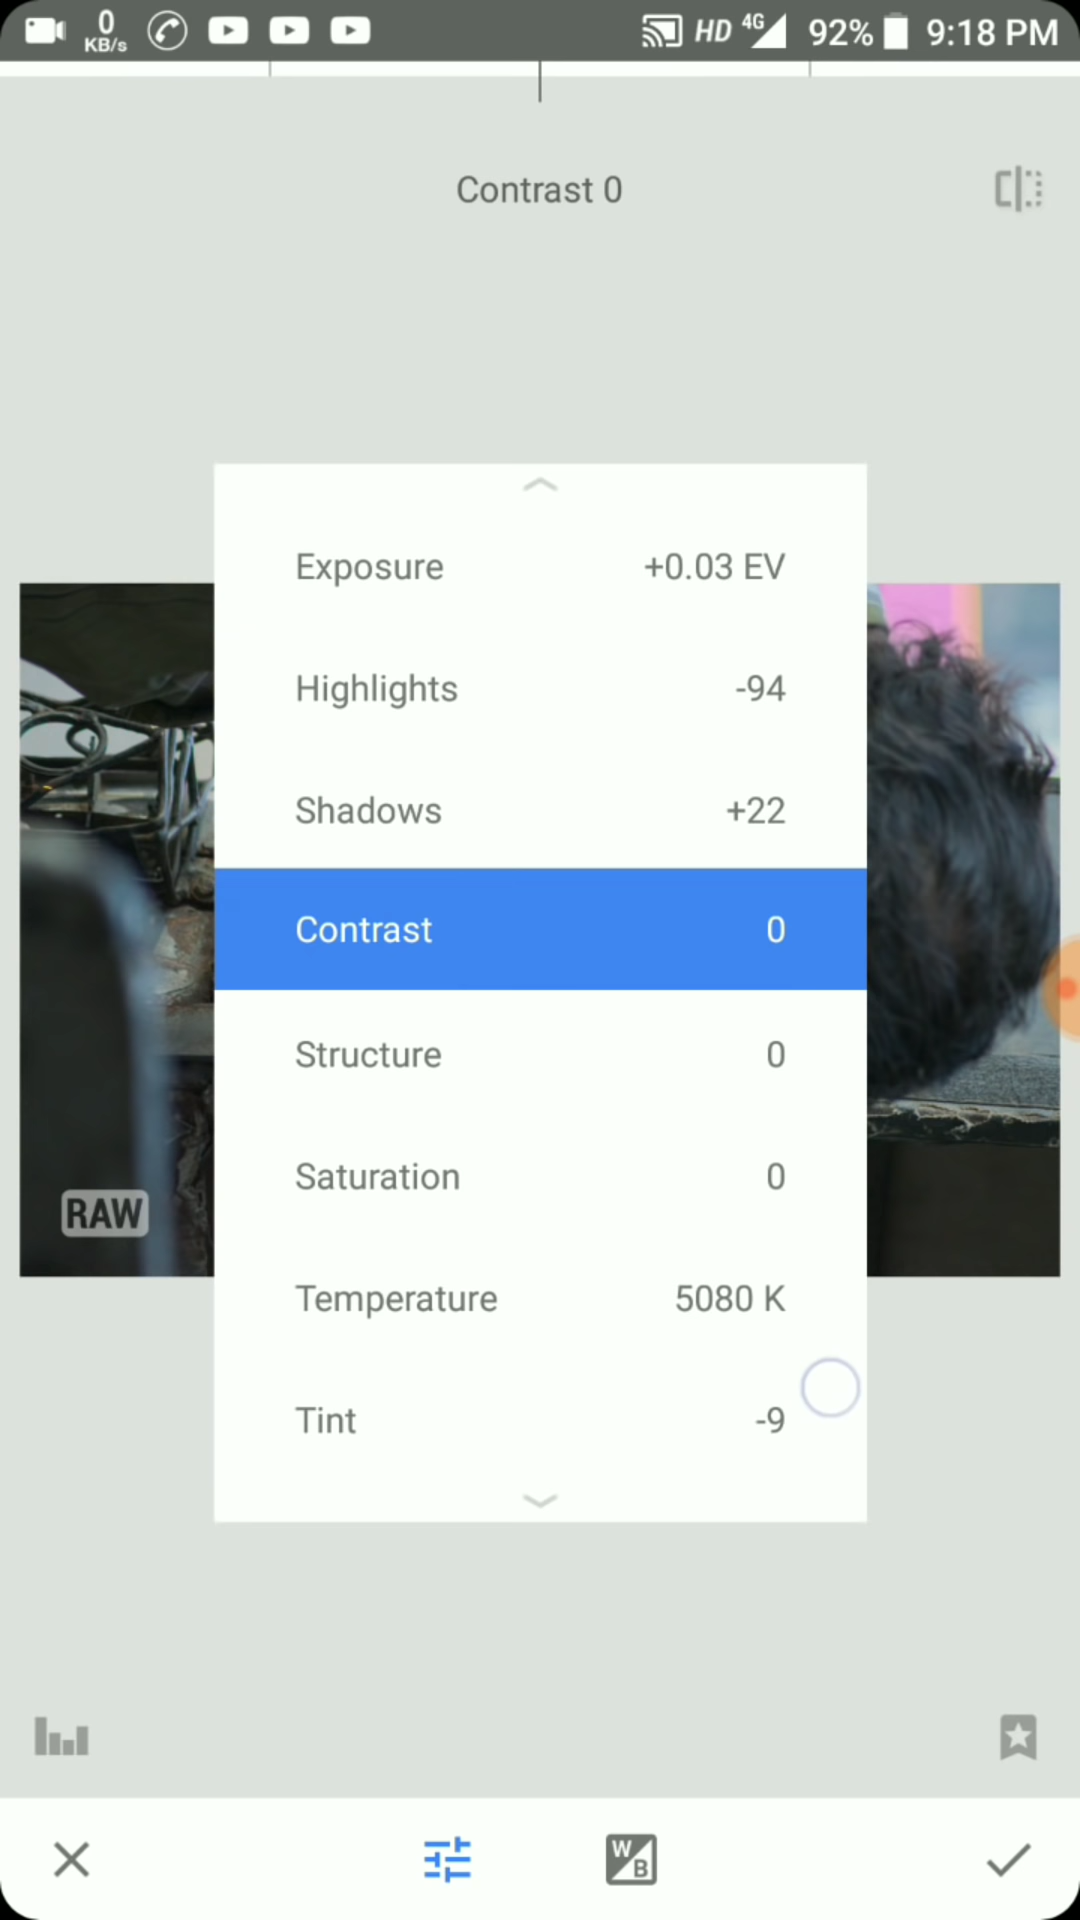 0
KB/s
HD 4G 92% 9:18 PM
Contrast 0
Exposure +0.03 EV
Highlights -94
Shadows +22
Contrast 0
Structure 0
Saturation 0
Temperature 5080 K
Tint -9
RAW
W
B